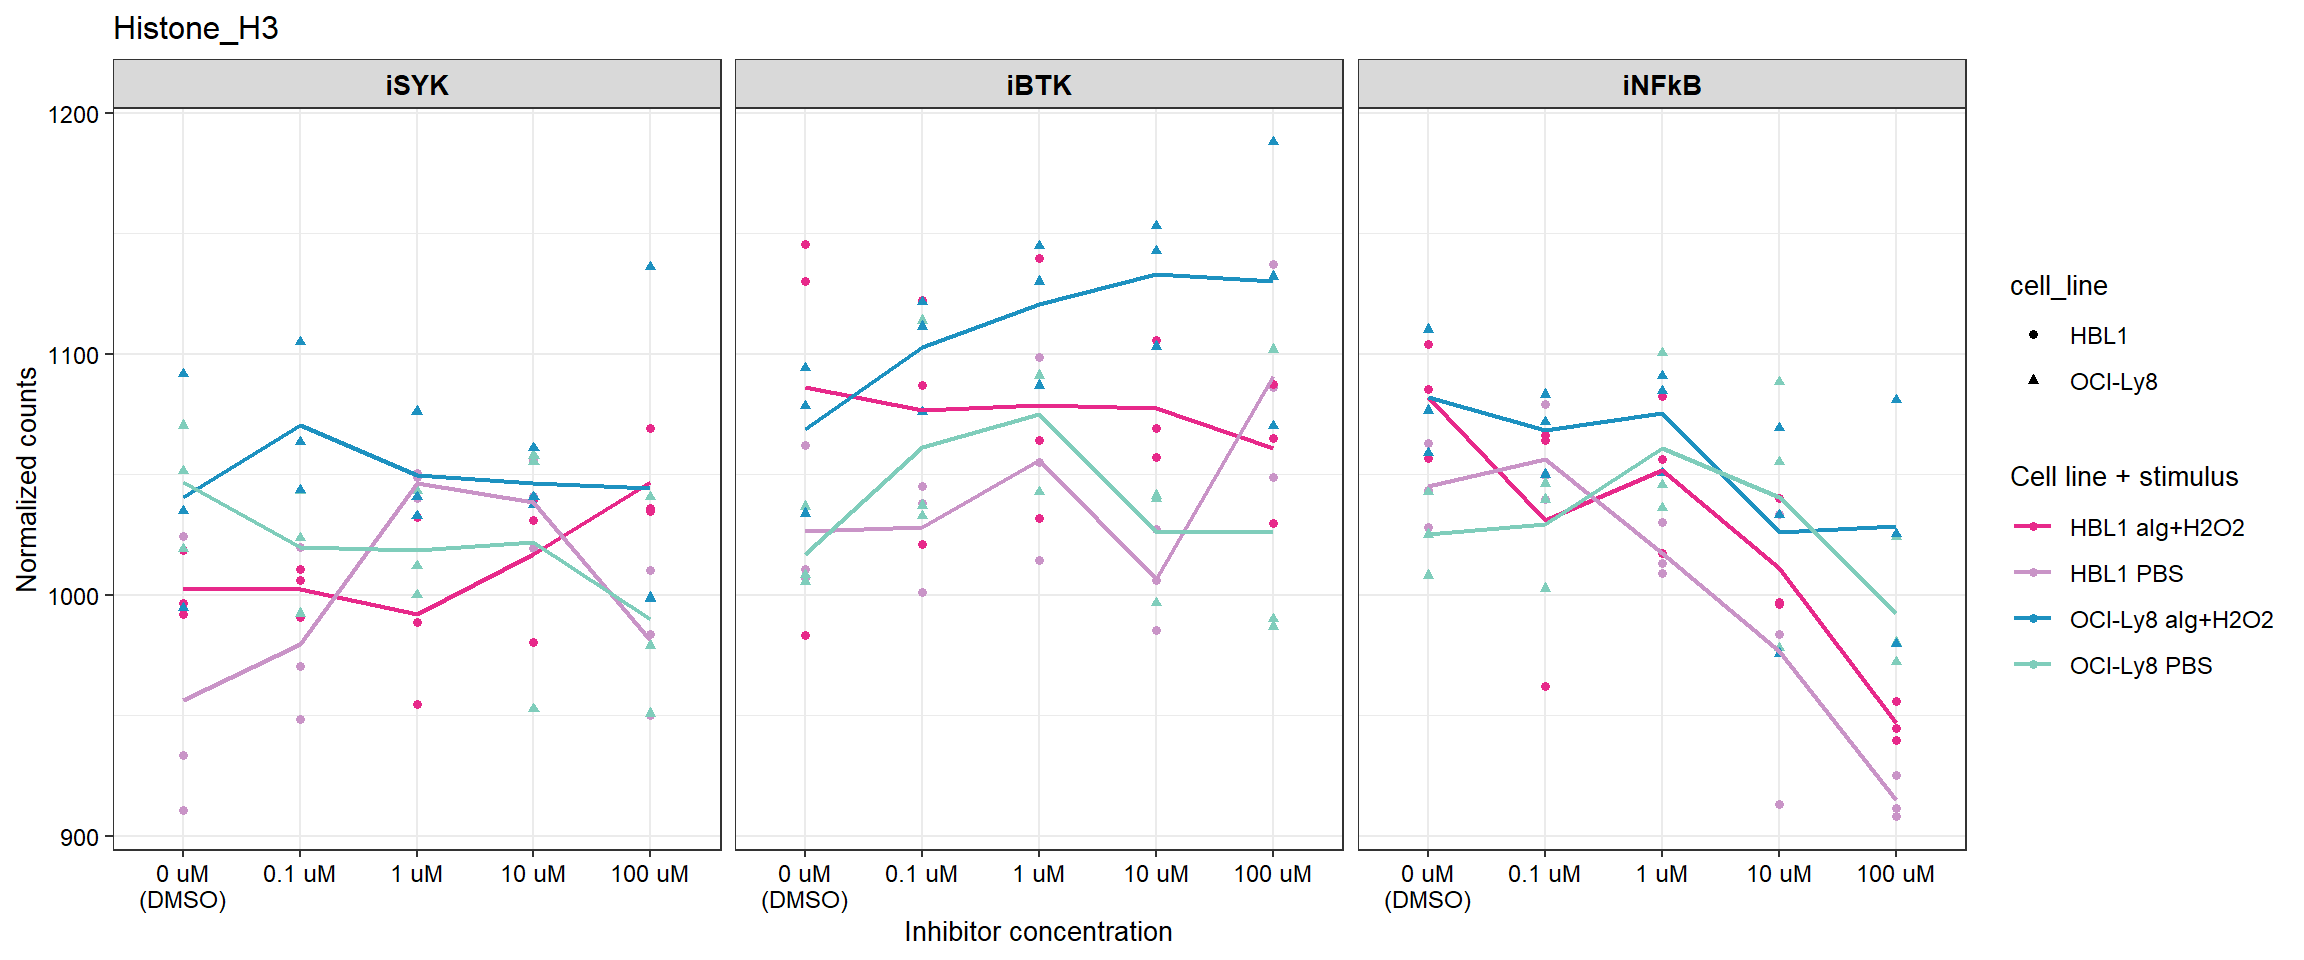 Histone_H3
iSYK
iBTK
iNFkB
1200
1100
1000
900
Normalized counts
0 uM
(DMSO)
0.1 uM
1 uM
10 uM
100 uM
0 uM
(DMSO)
0.1 uM
1 uM
10 uM
100 uM
0 uM
(DMSO)
0.1 uM
1 uM
10 uM
100 uM
Inhibitor concentration
cell_line
HBL1
OCI-Ly8
Cell line + stimulus
HBL1 aIg+H2O2
HBL1 PBS
OCI-Ly8 aIg+H2O2
OCI-Ly8 PBS